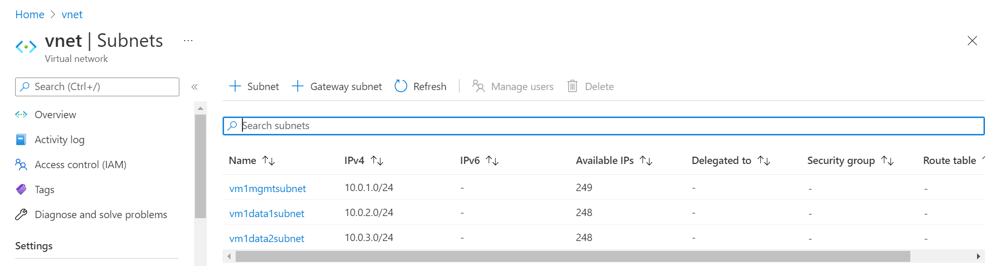 Home > vnet
vnet | Subnets ...
Virtual network
Search (Ctrl+/) «
Overview
Activity log
Access control (IAM)
Tags
Diagnose and solve problems
Settings
+ Subnet + Gateway subnet Refresh | Manage users Delete
Search subnets
Name ↑↓ IPv4 ↑↓ IPv6 ↑↓ Available IPs ↑↓ Delegated to ↑↓ Security group ↑↓ Route table ↑
vm1mgmtsubnet 10.0.1.0/24 - 249 - - -
vm1data1subnet 10.0.2.0/24 - 248 - - -
vm1data2subnet 10.0.3.0/24 - 248 - - -